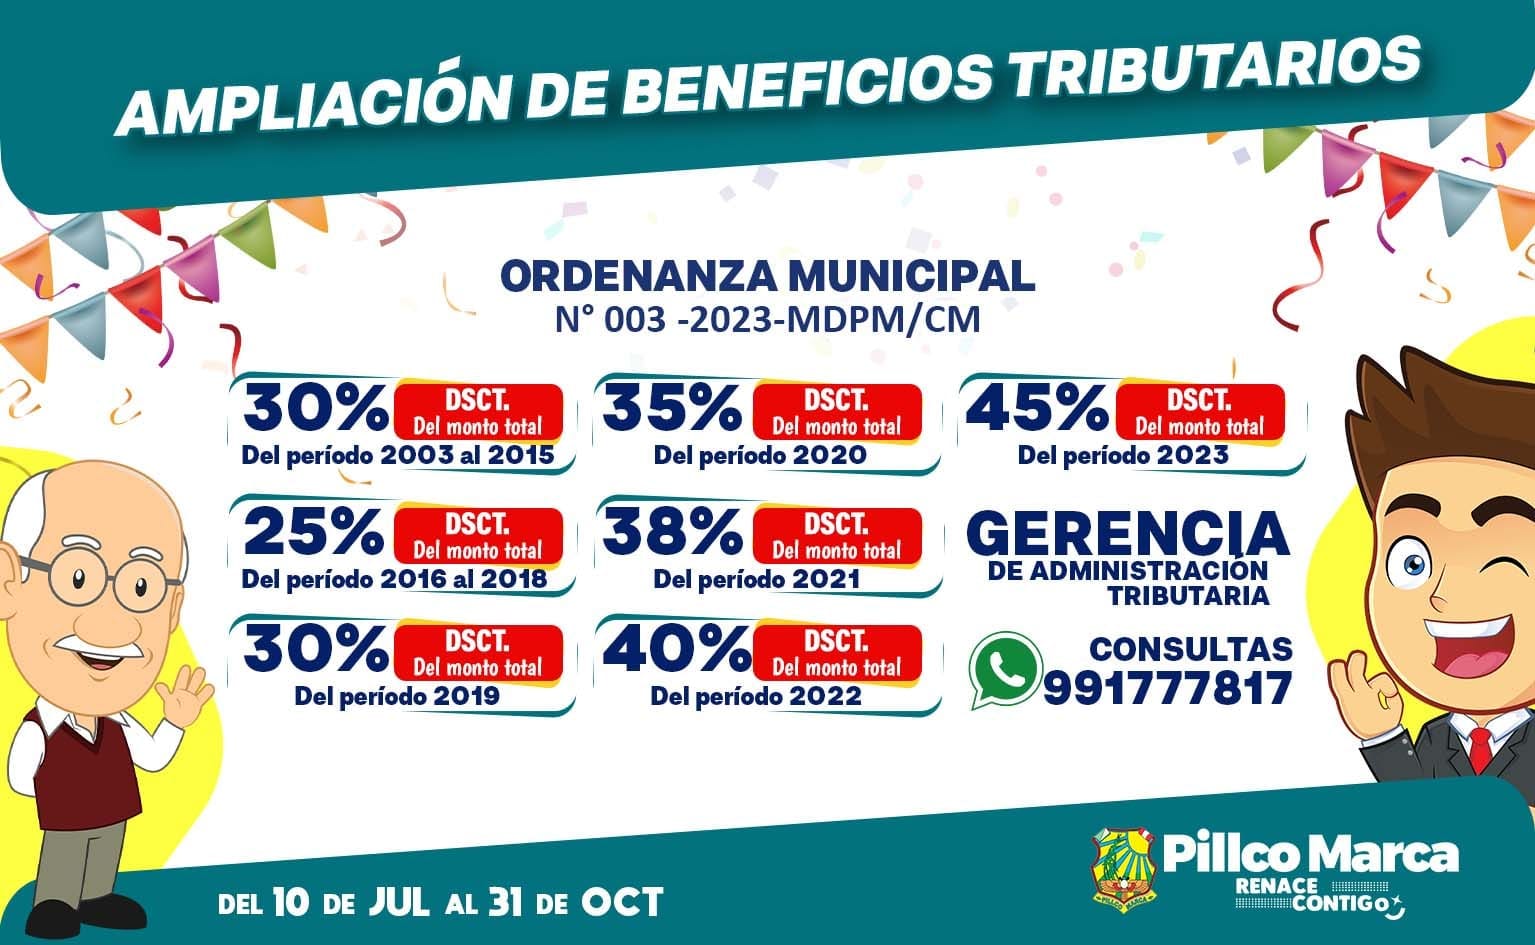 AMPLIACIÓN DE BENEFICIOS TRIBUTARIOS
ORDENANZA MUNICIPAL
N° 003 -2023-MDPM/CM
30% DSCT.
Del monto total
Del período 2003 al 2015
35% DSCT.
Del monto total
Del período 2020
45% DSCT.
Del monto total
Del período 2023
25% DSCT.
Del monto total
Del período 2016 al 2018
38% DSCT.
Del monto total
Del período 2021
30% DSCT.
Del monto total
Del período 2019
40% DSCT.
Del monto total
Del período 2022
GERENCIA
DE ADMINISTRACIÓN
TRIBUTARIA
CONSULTAS
991777817
DEL 10 DE JUL AL 31 DE OCT
PILLCO MARCA
Pillco Marca
RENACE
CONTIGO